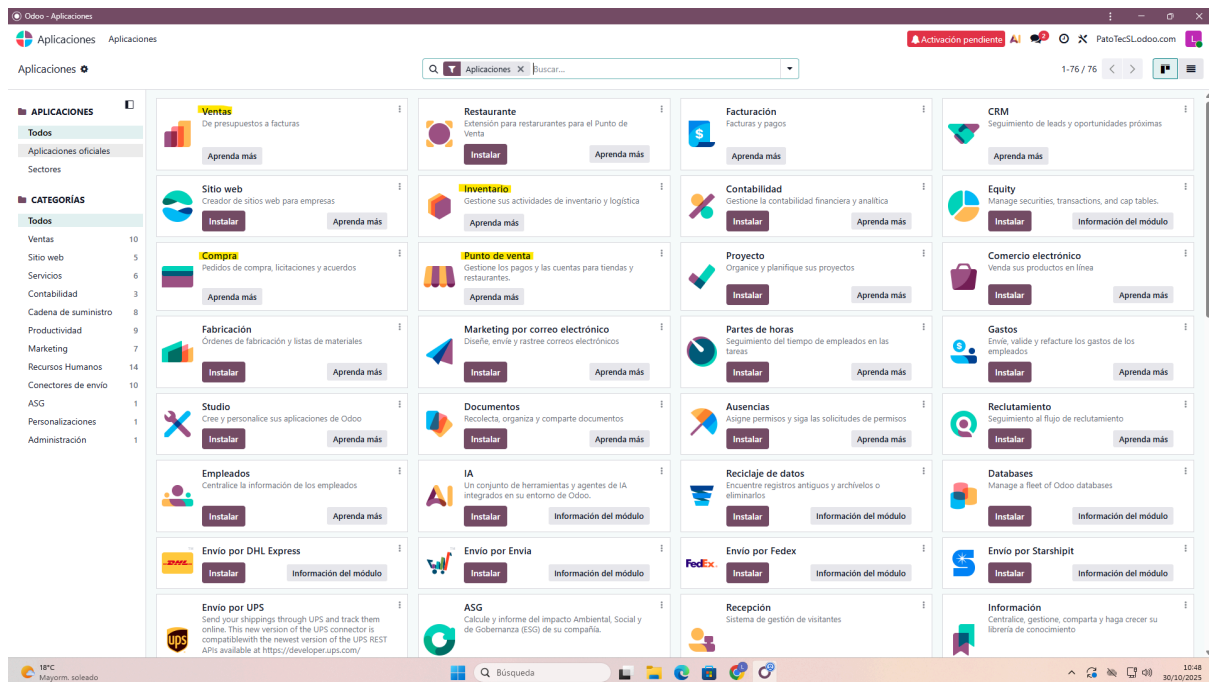 Odoo - Aplicaciones
Aplicaciones Aplicaciones
Activación pendiente AI 2 PatoTecSL.odoo.com L
Aplicaciones
Aplicaciones Buscar...
1-76 / 76
APLICACIONES
Todos
Aplicaciones oficiales
Sectores
CATEGORÍAS
Todos
Ventas 10
Sitio web 5
Servicios 6
Contabilidad 3
Cadena de suministro 8
Productividad 9
Marketing 7
Recursos Humanos 14
Conectores de envío 10
ASG 1
Personalizaciones 1
Administración 1
Ventas
De presupuestos a facturas
Aprenda más
Restaurante
Extensión para restarurantes para el Punto de
Venta
Instalar Aprenda más
Facturación
Facturas y pagos
Aprenda más
CRM
Seguimiento de leads y oportunidades próximas
Aprenda más
Sitio web
Creador de sitios web para empresas
Instalar Aprenda más
Inventario
Gestione sus actividades de inventario y logística
Aprenda más
Contabilidad
Gestione la contabilidad financiera y analítica
Instalar Aprenda más
Equity
Manage securities, transactions, and cap tables.
Instalar Información del módulo
Compra
Pedidos de compra, licitaciones y acuerdos
Aprenda más
Punto de venta
Gestione los pagos y las cuentas para tiendas y
restaurantes.
Aprenda más
Proyecto
Organice y planifique sus proyectos
Instalar Aprenda más
Comercio electrónico
Venda sus productos en línea
Instalar Aprenda más
Fabricación
Órdenes de fabricación y listas de materiales
Instalar Aprenda más
Marketing por correo electrónico
Diseñe, envíe y rastree correos electrónicos
Instalar Aprenda más
Partes de horas
Seguimiento del tiempo de empleados en las
tareas
Instalar Aprenda más
Gastos
Envíe, valide y refacture los gastos de los
empleados
Instalar Aprenda más
Studio
Cree y personalice sus aplicaciones de Odoo
Instalar Aprenda más
Documentos
Recolecta, organiza y comparte documentos
Instalar Aprenda más
Ausencias
Asigne permisos y siga las solicitudes de permisos
Instalar Aprenda más
Reclutamiento
Seguimiento al flujo de reclutamiento
Instalar Aprenda más
Empleados
Centralice la información de los empleados
Instalar Aprenda más
AI
IA
Un conjunto de herramientas y agentes de IA
integrados en su entorno de Odoo.
Instalar Información del módulo
Reciclaje de datos
Encuentre registros antiguos y archívelos o
eliminarlos
Instalar Información del módulo
Databases
Manage a fleet of Odoo databases
Instalar Información del módulo
DHL
Envío por DHL Express
Instalar Información del módulo
Envío por Envia
Instalar Información del módulo
FedEx
Envío por Fedex
Instalar Información del módulo
Envío por Starshipit
Instalar Información del módulo
ups
Envío por UPS
Send your shippings through UPS and track them
online. This new version of the UPS connector is
compatiblewith the newest version of the UPS REST
APIs available at https://developer.ups.com/
ASG
Calcule y informe del impacto Ambiental, Social y
de Gobernanza (ESG) de su compañía.
Recepción
Sistema de gestión de visitantes
Información
Centralice, gestione, comparta y haga crecer su
librería de conocimiento
18°C
Mayorm. soleado
Búsqueda
10:48
30/10/2025